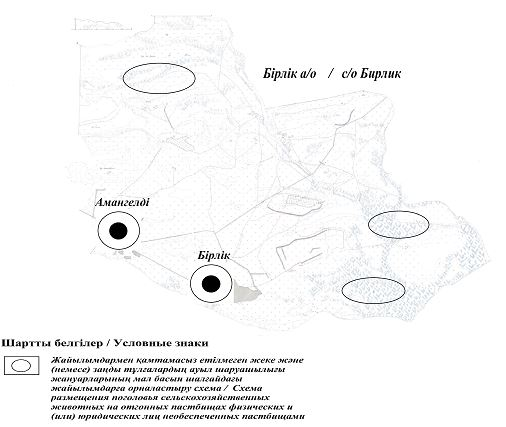 Бірлік а/о / с/о Бирлик
Амангелді
Бірлік
Шартты белгілер / Условные знаки
Жайылымдармен қамтамасыз етілмеген жеке және
(немесе) заңды тұлғалардың ауыл шаруашылығы
жануарларының мал басын шалғайдағы
жайылымдарға орналастыру схема / Схема
размещения поголовья сельскохозяйственных
животных на отгонных пастбищах физических и
(или) юридических лиц необеспеченных пастбищами